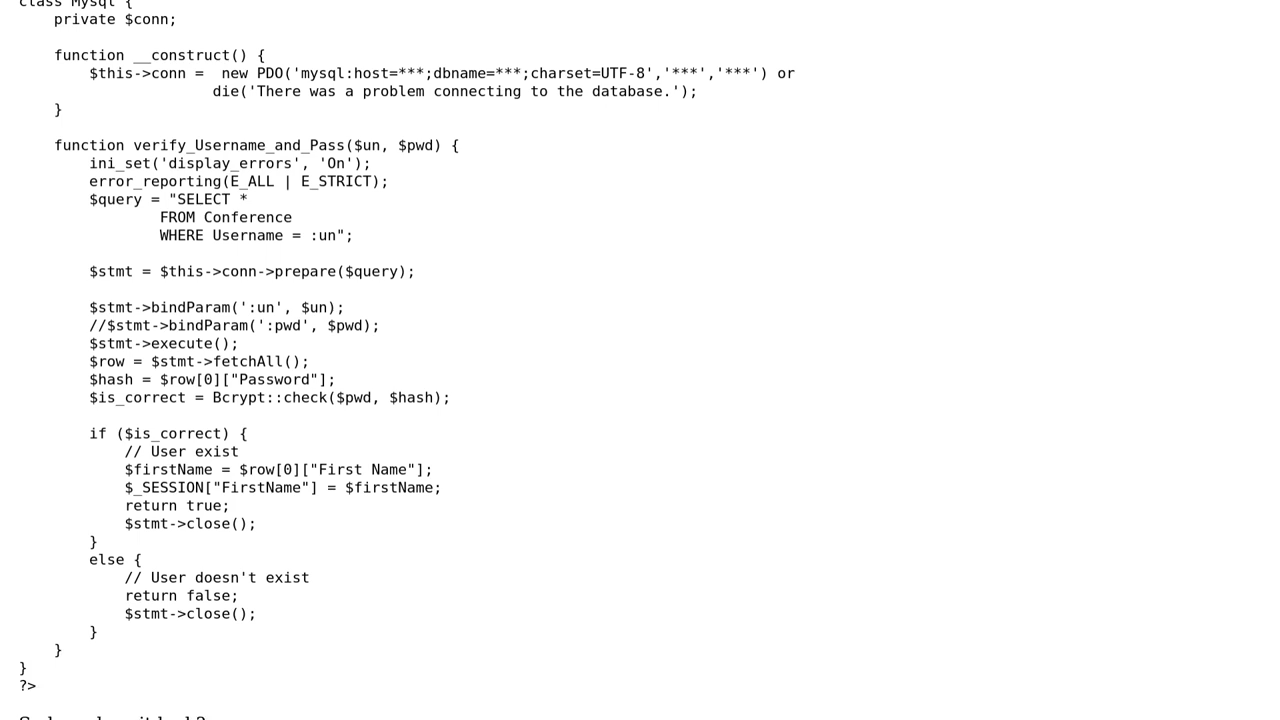 class Mysql {
    private $conn;

    function __construct() {
        $this->conn =  new PDO('mysql:host=***;dbname=***;charset=UTF-8','***','***') or
                      die('There was a problem connecting to the database.');
    }

    function verify_Username_and_Pass($un, $pwd) {
        ini_set('display_errors', 'On');
        error_reporting(E_ALL | E_STRICT);
        $query = "SELECT *
                FROM Conference
                WHERE Username = :un";

        $stmt = $this->conn->prepare($query);

        $stmt->bindParam(':un', $un);
        //$stmt->bindParam(':pwd', $pwd);
        $stmt->execute();
        $row = $stmt->fetchAll();
        $hash = $row[0]["Password"];
        $is_correct = Bcrypt::check($pwd, $hash);

        if ($is_correct) {
            // User exist
            $firstName = $row[0]["First Name"];
            $_SESSION["FirstName"] = $firstName;
            return true;
            $stmt->close();
        }
        else {
            // User doesn't exist
            return false;
            $stmt->close();
        }
    }
}
?>